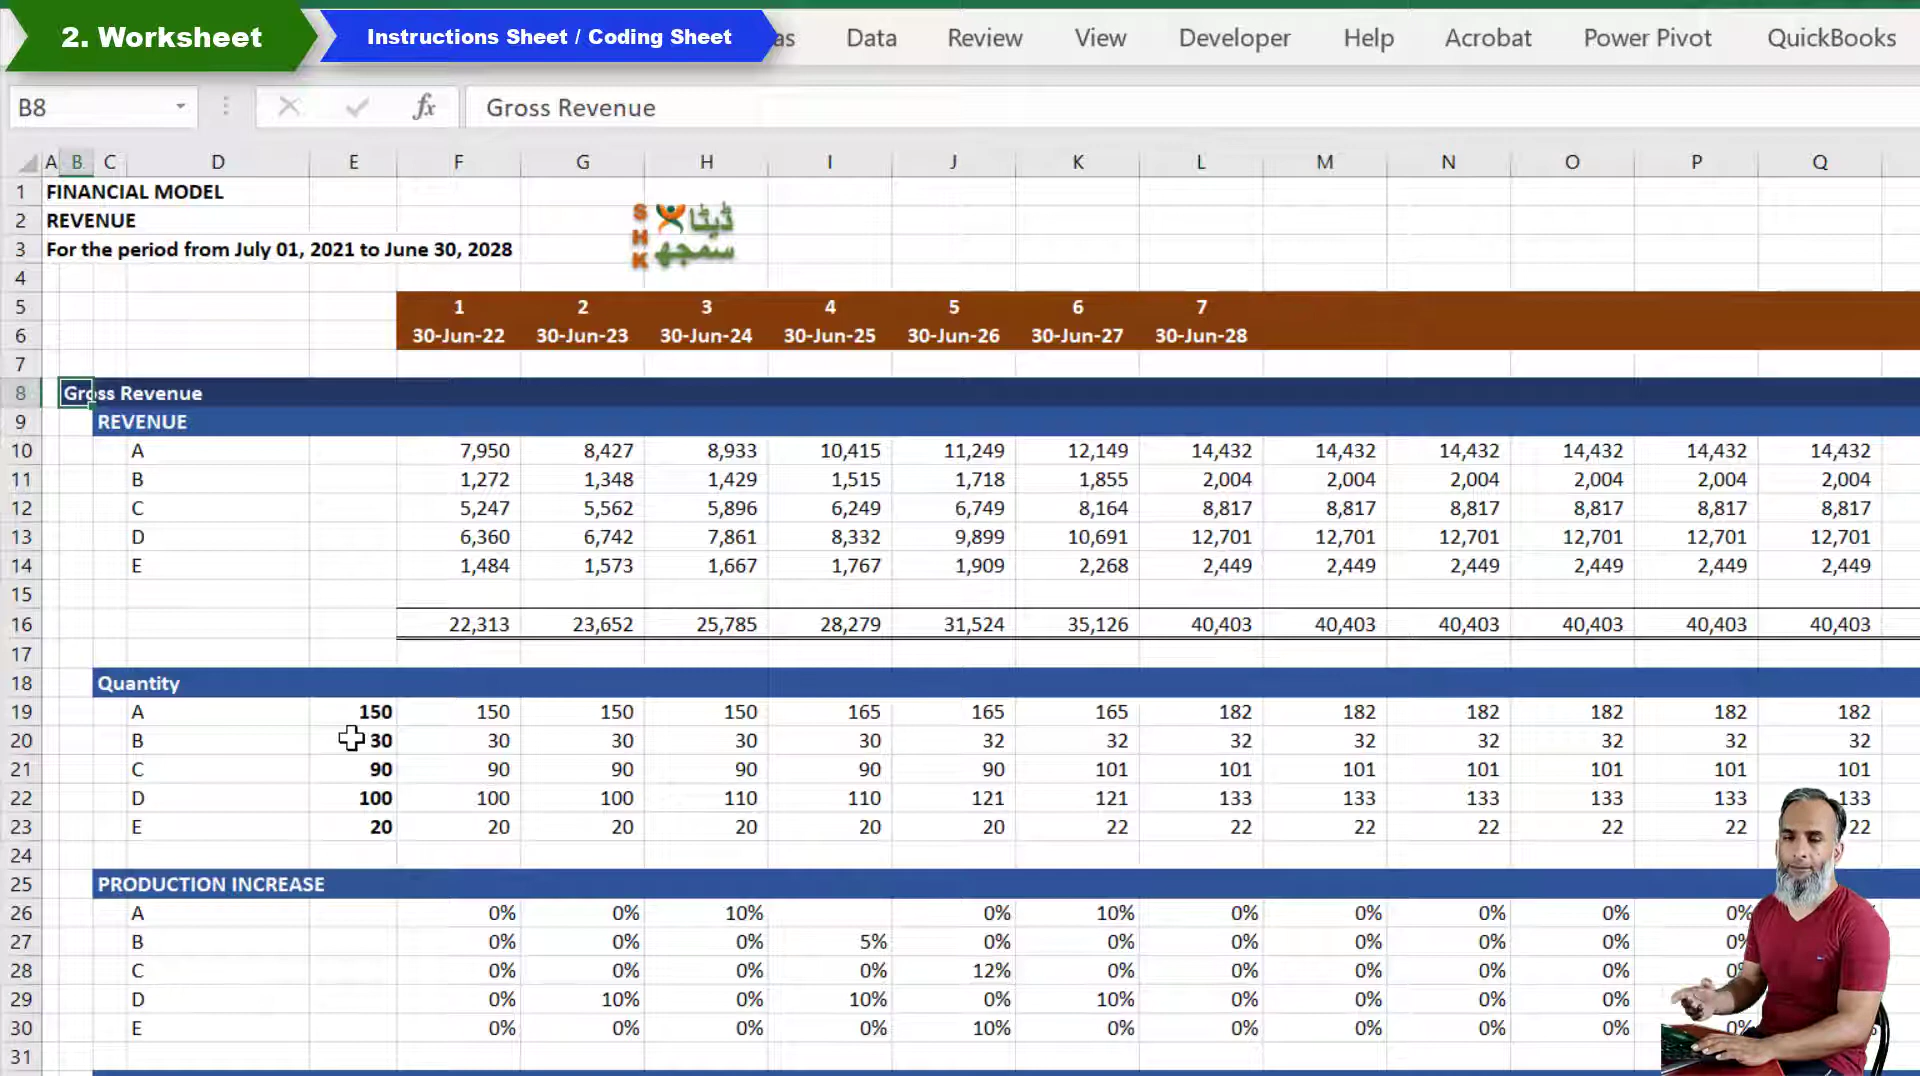 2. Worksheet Instructions Sheet / Coding Sheet as Data Review View Developer Help Acrobat Power Pivot QuickBooks
B8 fx Gross Revenue
A B C D E F G H I J K L M N O P Q
1 FINANCIAL MODEL
2 REVENUE
3 For the period from July 01, 2021 to June 30, 2028
S H K ڈیٹا سمجھ
4
5 1 2 3 4 5 6 7
6 30-Jun-22 30-Jun-23 30-Jun-24 30-Jun-25 30-Jun-26 30-Jun-27 30-Jun-28
7
8 Gross Revenue
9 REVENUE
10 A 7,950 8,427 8,933 10,415 11,249 12,149 14,432 14,432 14,432 14,432 14,432 14,432
11 B 1,272 1,348 1,429 1,515 1,718 1,855 2,004 2,004 2,004 2,004 2,004 2,004
12 C 5,247 5,562 5,896 6,249 6,749 8,164 8,817 8,817 8,817 8,817 8,817 8,817
13 D 6,360 6,742 7,861 8,332 9,899 10,691 12,701 12,701 12,701 12,701 12,701 12,701
14 E 1,484 1,573 1,667 1,767 1,909 2,268 2,449 2,449 2,449 2,449 2,449 2,449
15
16 22,313 23,652 25,785 28,279 31,524 35,126 40,403 40,403 40,403 40,403 40,403 40,403
17
18 Quantity
19 A 150 150 150 150 165 165 165 182 182 182 182 182 182
20 B 30 30 30 30 30 32 32 32 32 32 32 32 32
21 C 90 90 90 90 90 90 101 101 101 101 101 101 101
22 D 100 100 100 110 110 121 121 133 133 133 133 133 133
23 E 20 20 20 20 20 20 22 22 22 22 22 22 22
24
25 PRODUCTION INCREASE
26 A 0% 0% 10% 0% 10% 0% 0% 0% 0% 0%
27 B 0% 0% 0% 5% 0% 0% 0% 0% 0% 0% 0%
28 C 0% 0% 0% 0% 12% 0% 0% 0% 0% 0%
29 D 0% 10% 0% 10% 0% 10% 0% 0% 0% 0%
30 E 0% 0% 0% 0% 10% 0% 0% 0% 0% 0% 0%
31